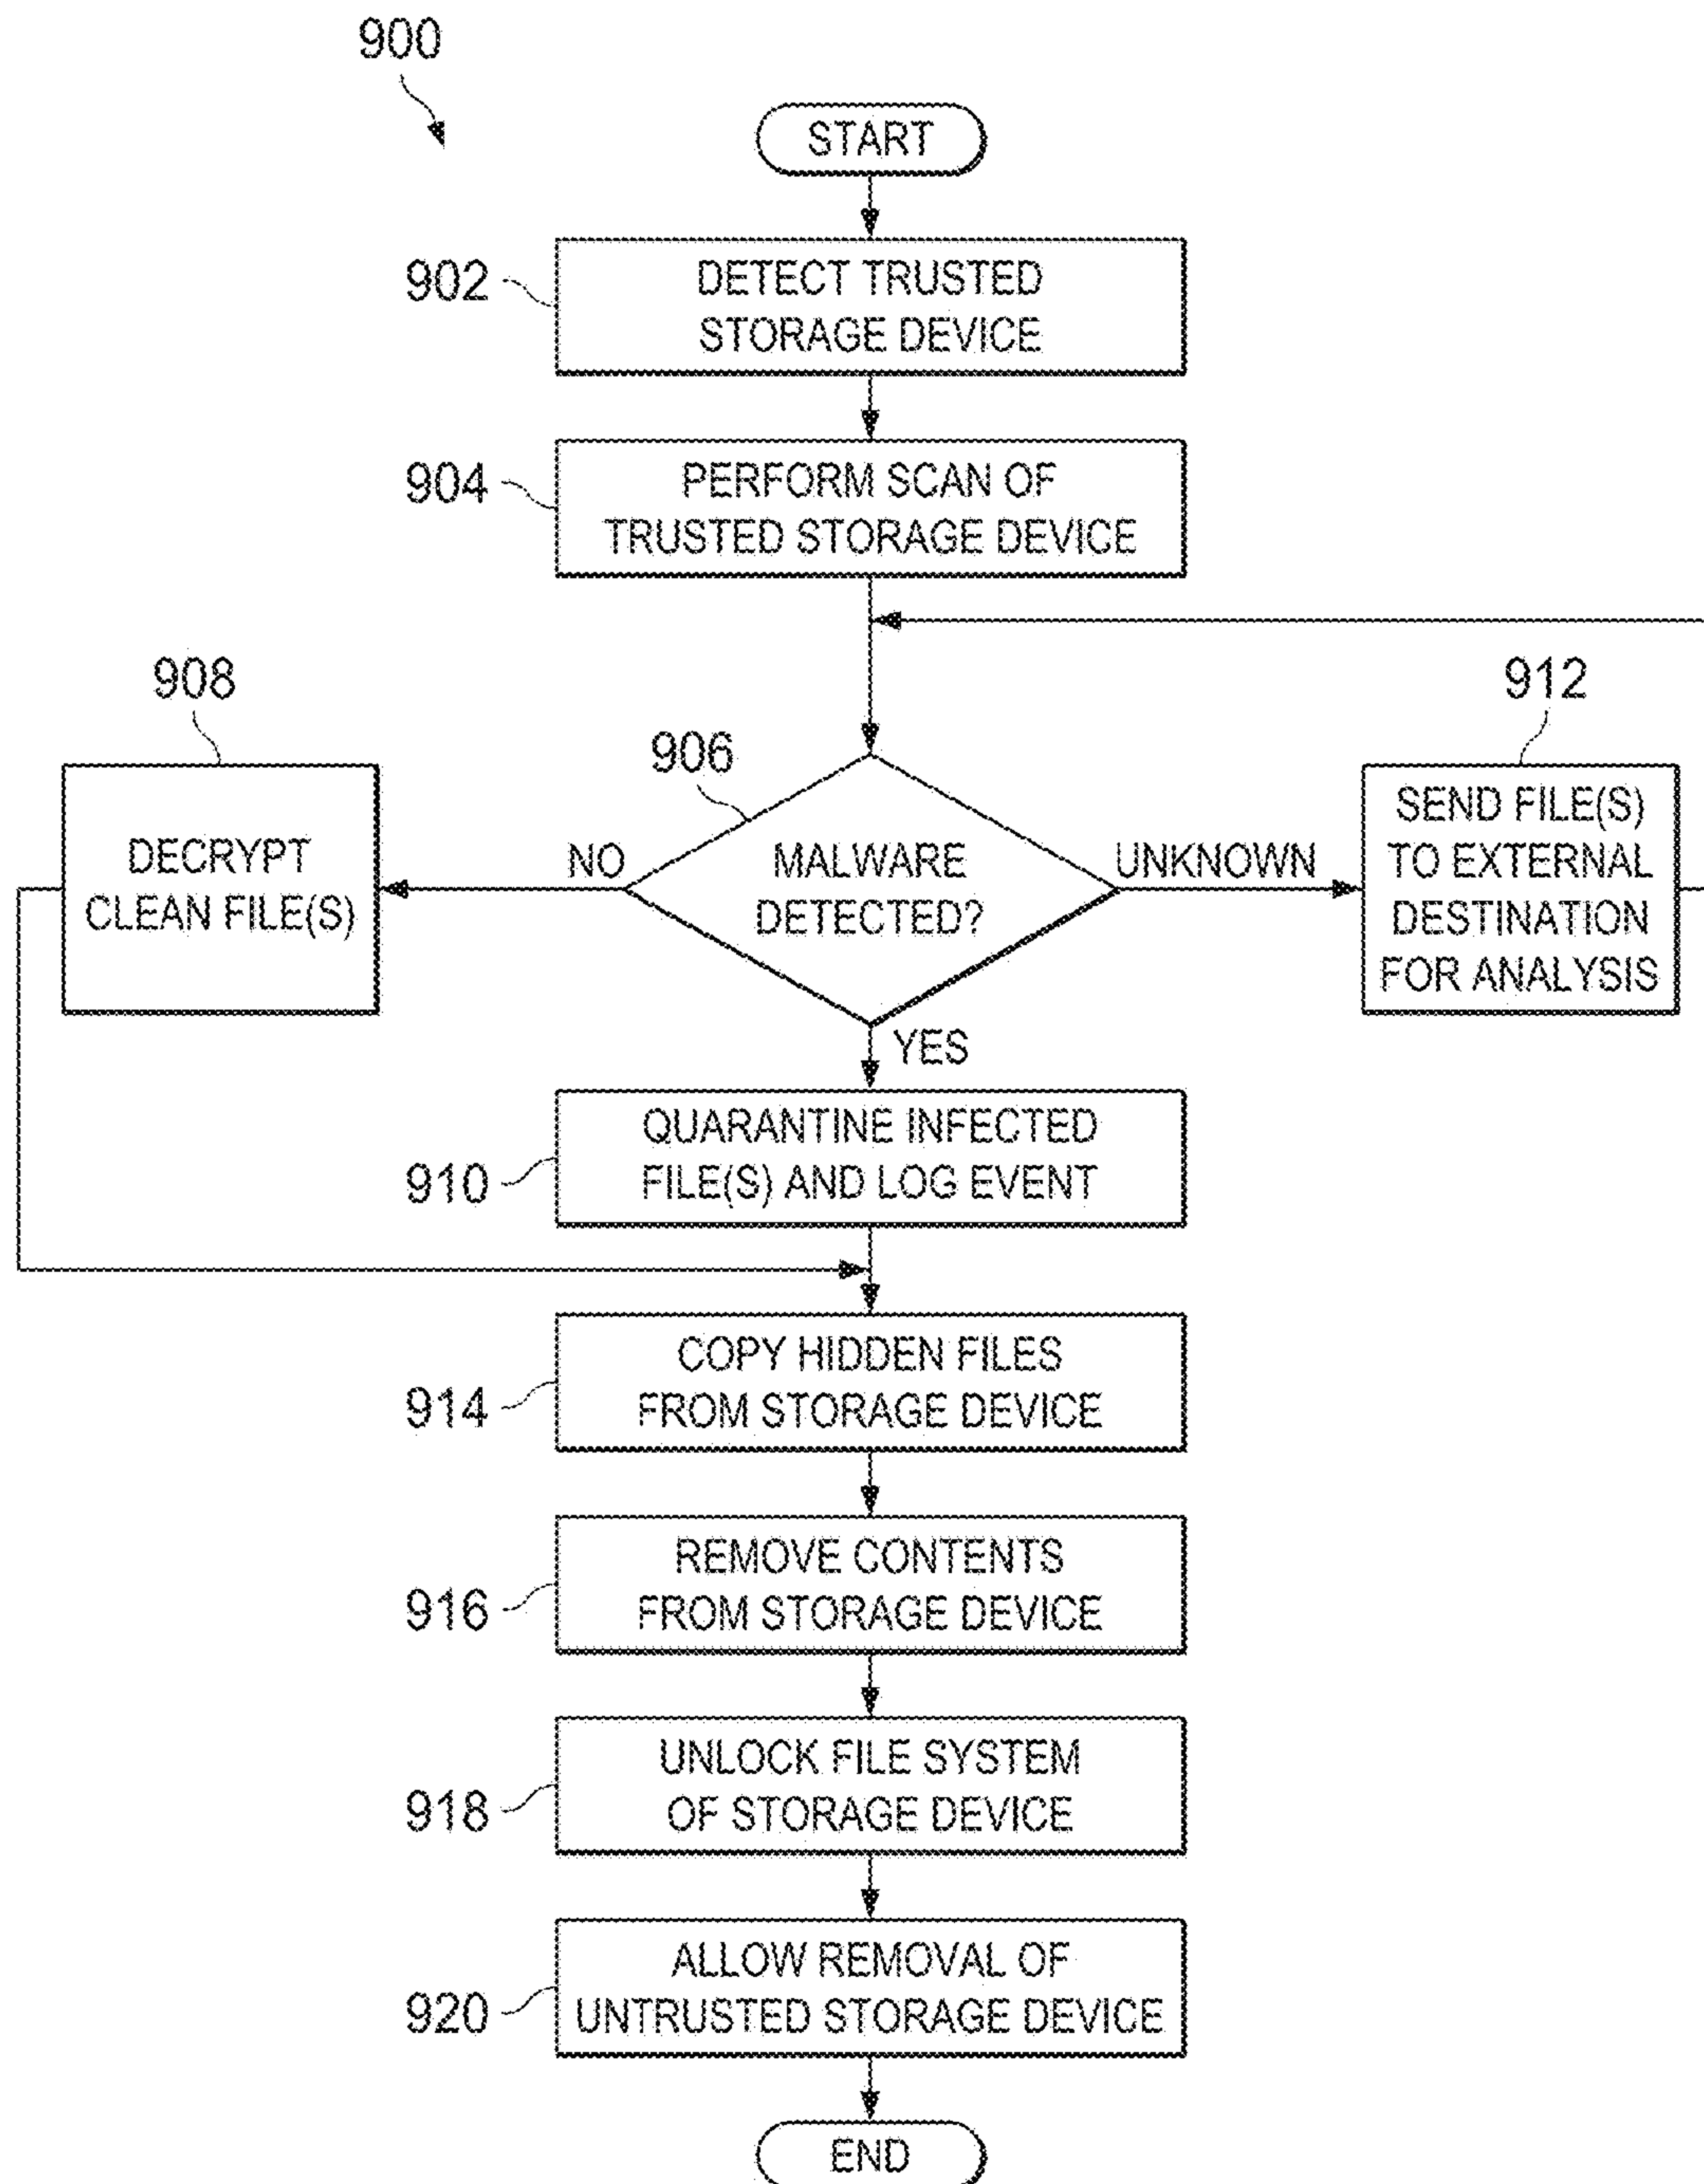 900
START
902
DETECT TRUSTED
STORAGE DEVICE
904
PERFORM SCAN OF
TRUSTED STORAGE DEVICE
908
912
906
DECRYPT
CLEAN FILE(S)
NO
MALWARE
DETECTED?
UNKNOWN
SEND FILE(S)
TO EXTERNAL
DESTINATION
FOR ANALYSIS
YES
910
QUARANTINE INFECTED
FILE(S) AND LOG EVENT
914
COPY HIDDEN FILES
FROM STORAGE DEVICE
916
REMOVE CONTENTS
FROM STORAGE DEVICE
918
UNLOCK FILE SYSTEM
OF STORAGE DEVICE
920
ALLOW REMOVAL OF
UNTRUSTED STORAGE DEVICE
END